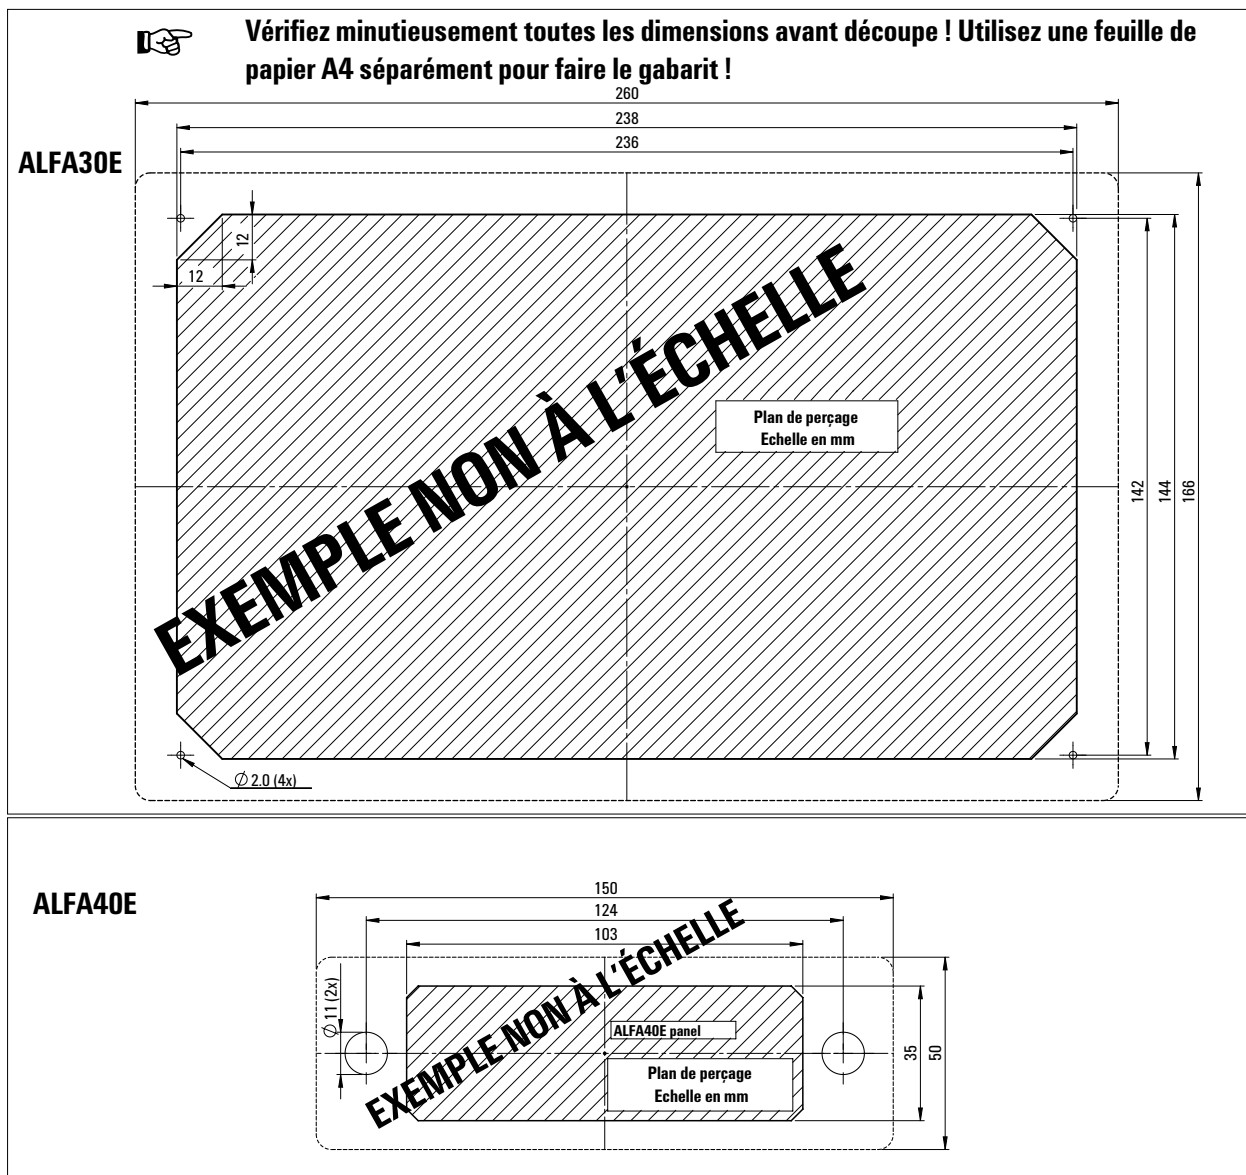 Vérifiez minutieusement toutes les dimensions avant découpe ! Utilisez une feuille de
papier A4 séparément pour faire le gabarit !
260
238
236
ALFA30E
12
12
EXEMPLE NON À L'ÉCHELLE
Plan de perçage
Echelle en mm
142
144
166
∅ 2.0 (4x)
ALFA40E
150
124
103
∅ 11 (2x)
EXEMPLE NON À L'ÉCHELLE
ALFA40E panel
Plan de perçage
Echelle en mm
35
50